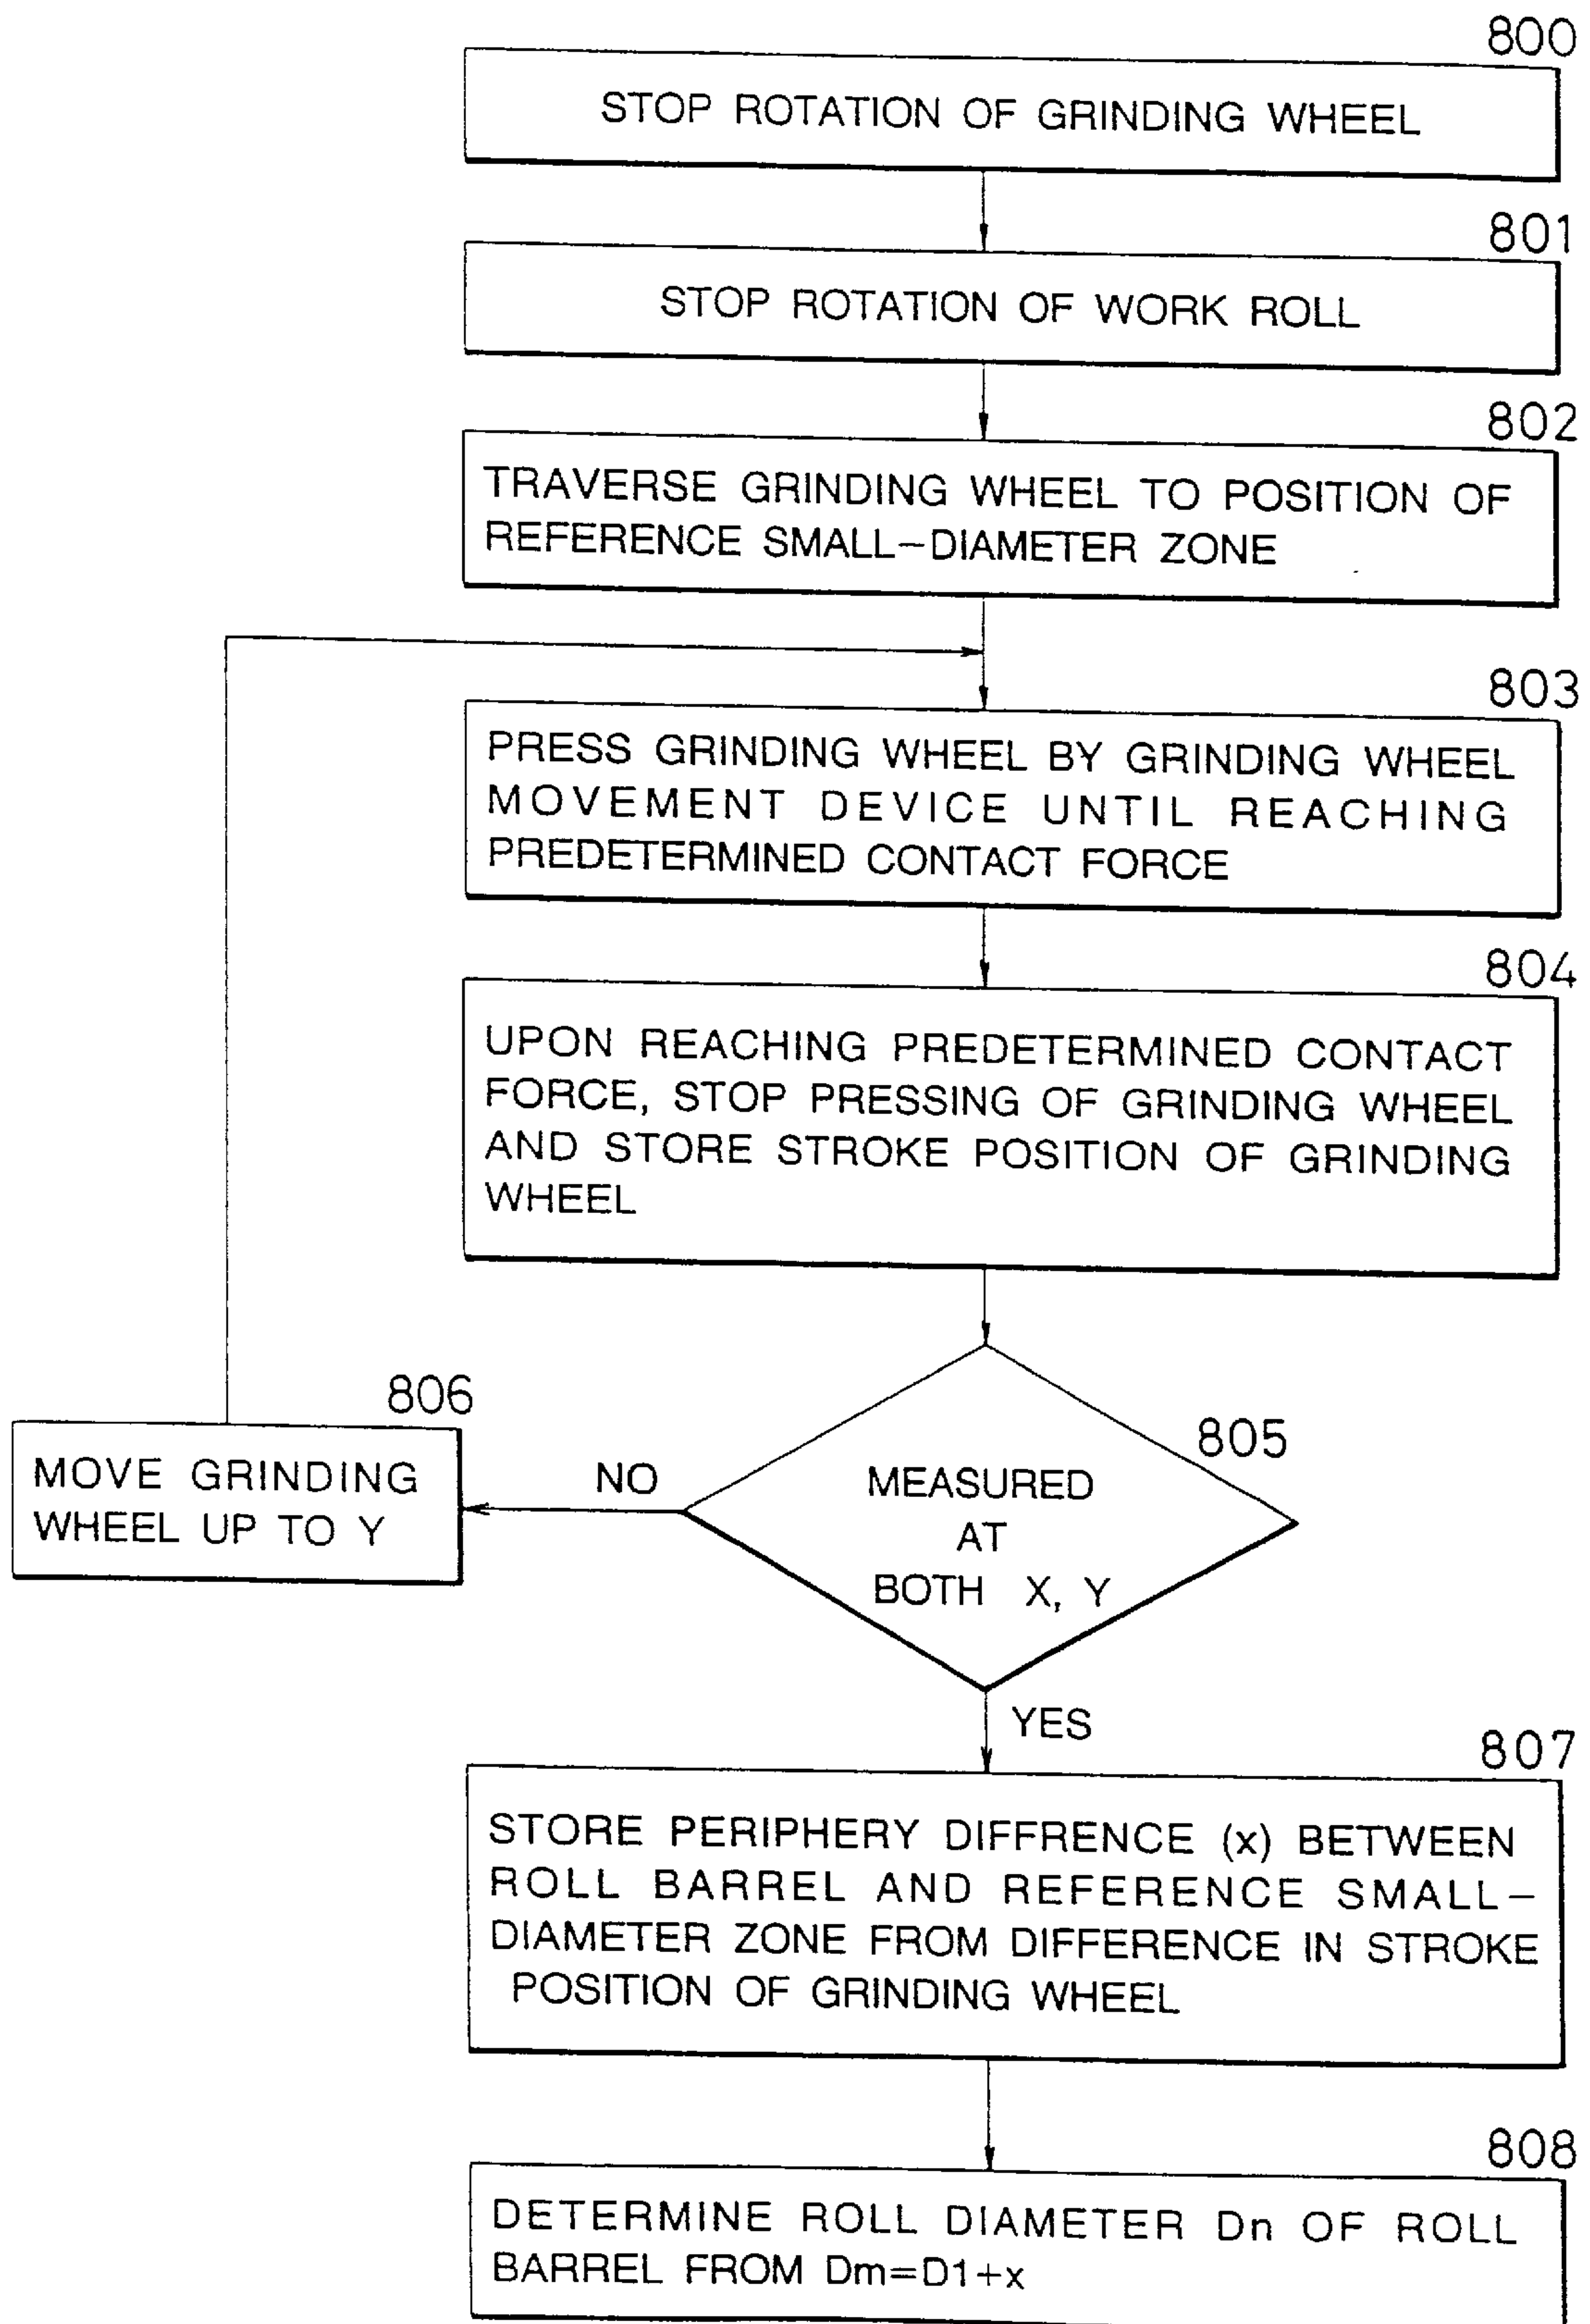 800
STOP ROTATION OF GRINDING WHEEL
801
STOP ROTATION OF WORK ROLL
802
TRAVERSE GRINDING WHEEL TO POSITION OF
REFERENCE SMALL-DIAMETER ZONE
803
PRESS GRINDING WHEEL BY GRINDING WHEEL
MOVEMENT DEVICE UNTIL REACHING
PREDETERMINED CONTACT FORCE
804
UPON REACHING PREDETERMINED CONTACT
FORCE, STOP PRESSING OF GRINDING WHEEL
AND STORE STROKE POSITION OF GRINDING
WHEEL
805
MEASURED
AT
BOTH X, Y
NO
806
MOVE GRINDING
WHEEL UP TO Y
YES
807
STORE PERIPHERY DIFFRENCE (x) BETWEEN
ROLL BARREL AND REFERENCE SMALL-
DIAMETER ZONE FROM DIFFERENCE IN STROKE
POSITION OF GRINDING WHEEL
808
DETERMINE ROLL DIAMETER Dn OF ROLL
BARREL FROM Dm=D1+x